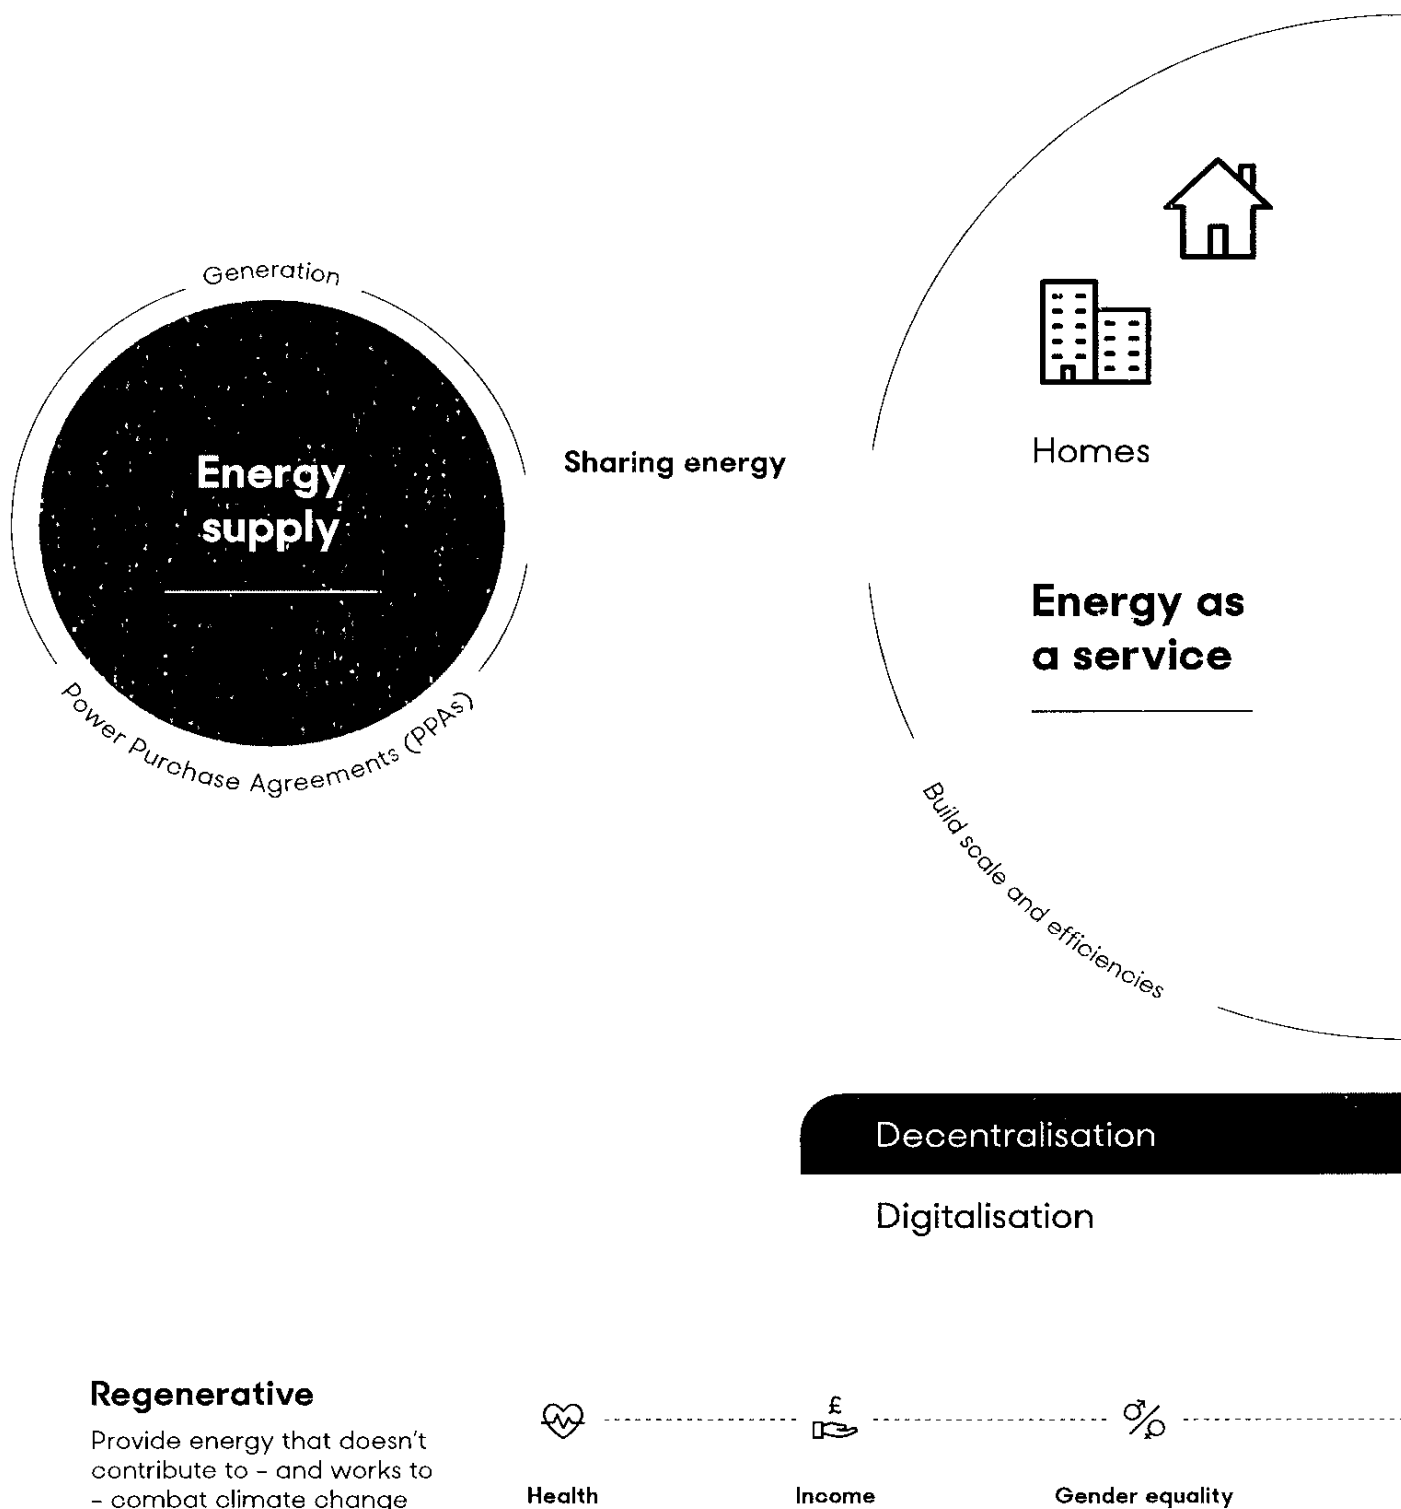 Generation
Energy
supply
Power Purchase Agreements (PPAs)
Sharing energy
Homes
Energy as
a service
Build scale and efficiencies
Decentralisation
Digitalisation
Regenerative
Provide energy that doesn't
contribute to – and works to
– combat climate change
£
Health
Income
Gender equality